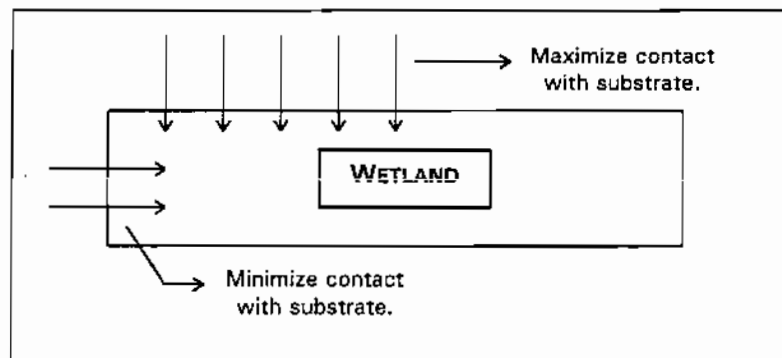 Maximize contact
with substrate.
WETLAND
Minimize contact
with substrate.